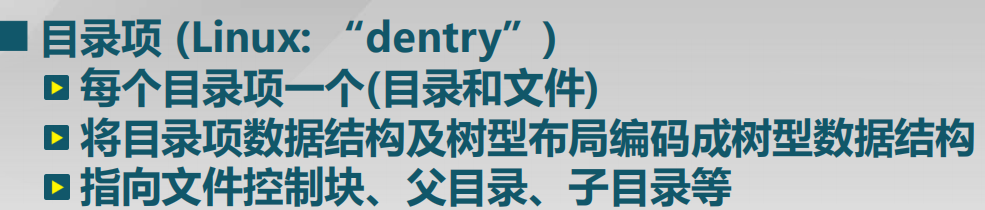 目录项 (Linux: “dentry”)
每个目录项一个(目录和文件)
将目录项数据结构及树型布局编码成树型数据结构
指向文件控制块、父目录、子目录等